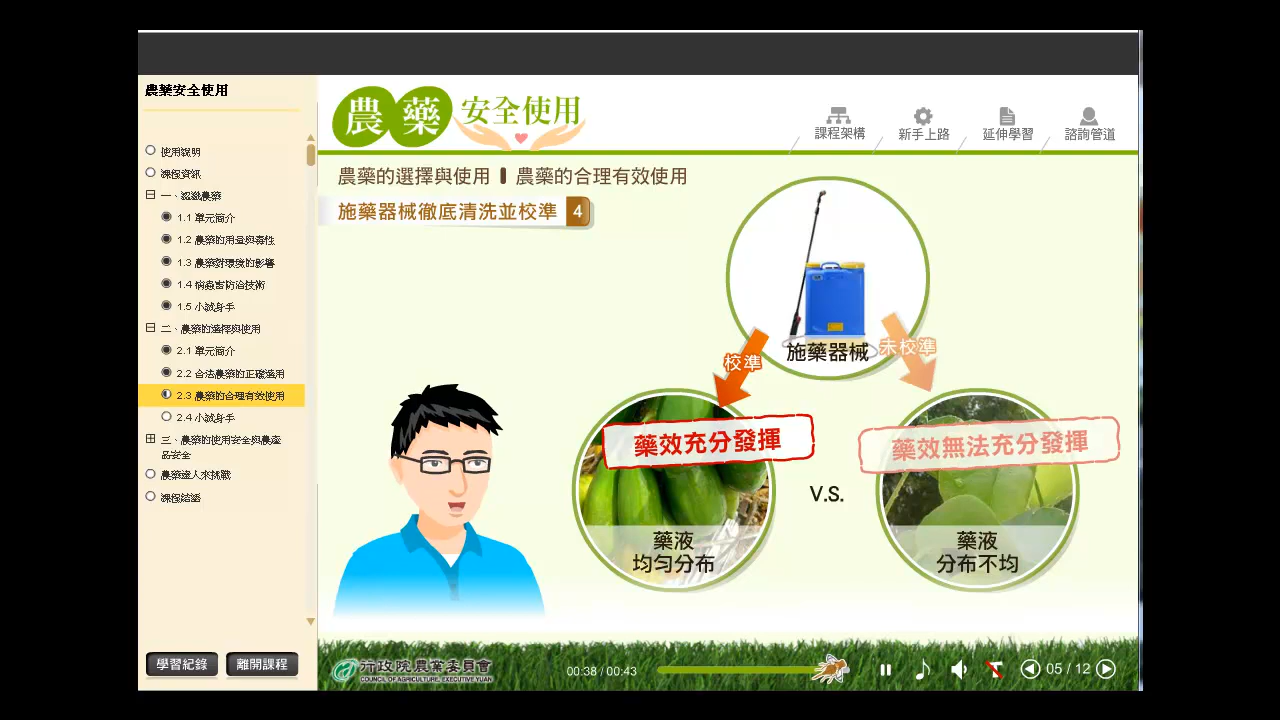 農藥安全使用
使用說明
課程資訊
一、認識農藥
1.1 單元簡介
1.2 農藥的用量與毒性
1.3 農藥對環境的影響
1.4 病蟲害防治技術
1.5 小試身手
二、農藥的選擇與使用
2.1 單元簡介
2.2 合法農藥的正確選用
2.3 農藥的合理有效使用
2.4 小試身手
三、農藥的使用安全與農產
品安全
農藥達人來挑戰
課程結語
學習紀錄
離開課程
農藥安全使用
課程架構
新手上路
延伸學習
諮詢管道
農藥的選擇與使用 農藥的合理有效使用
施藥器械徹底清洗並校準 4
施藥器械
校準
未校準
藥效充分發揮
藥效無法充分發揮
V.S.
藥液
均勻分布
藥液
分布不均
行政院農業委員會
COUNCIL OF AGRICULTURE, EXECUTIVE YUAN
00:38 / 00:43
05 / 12